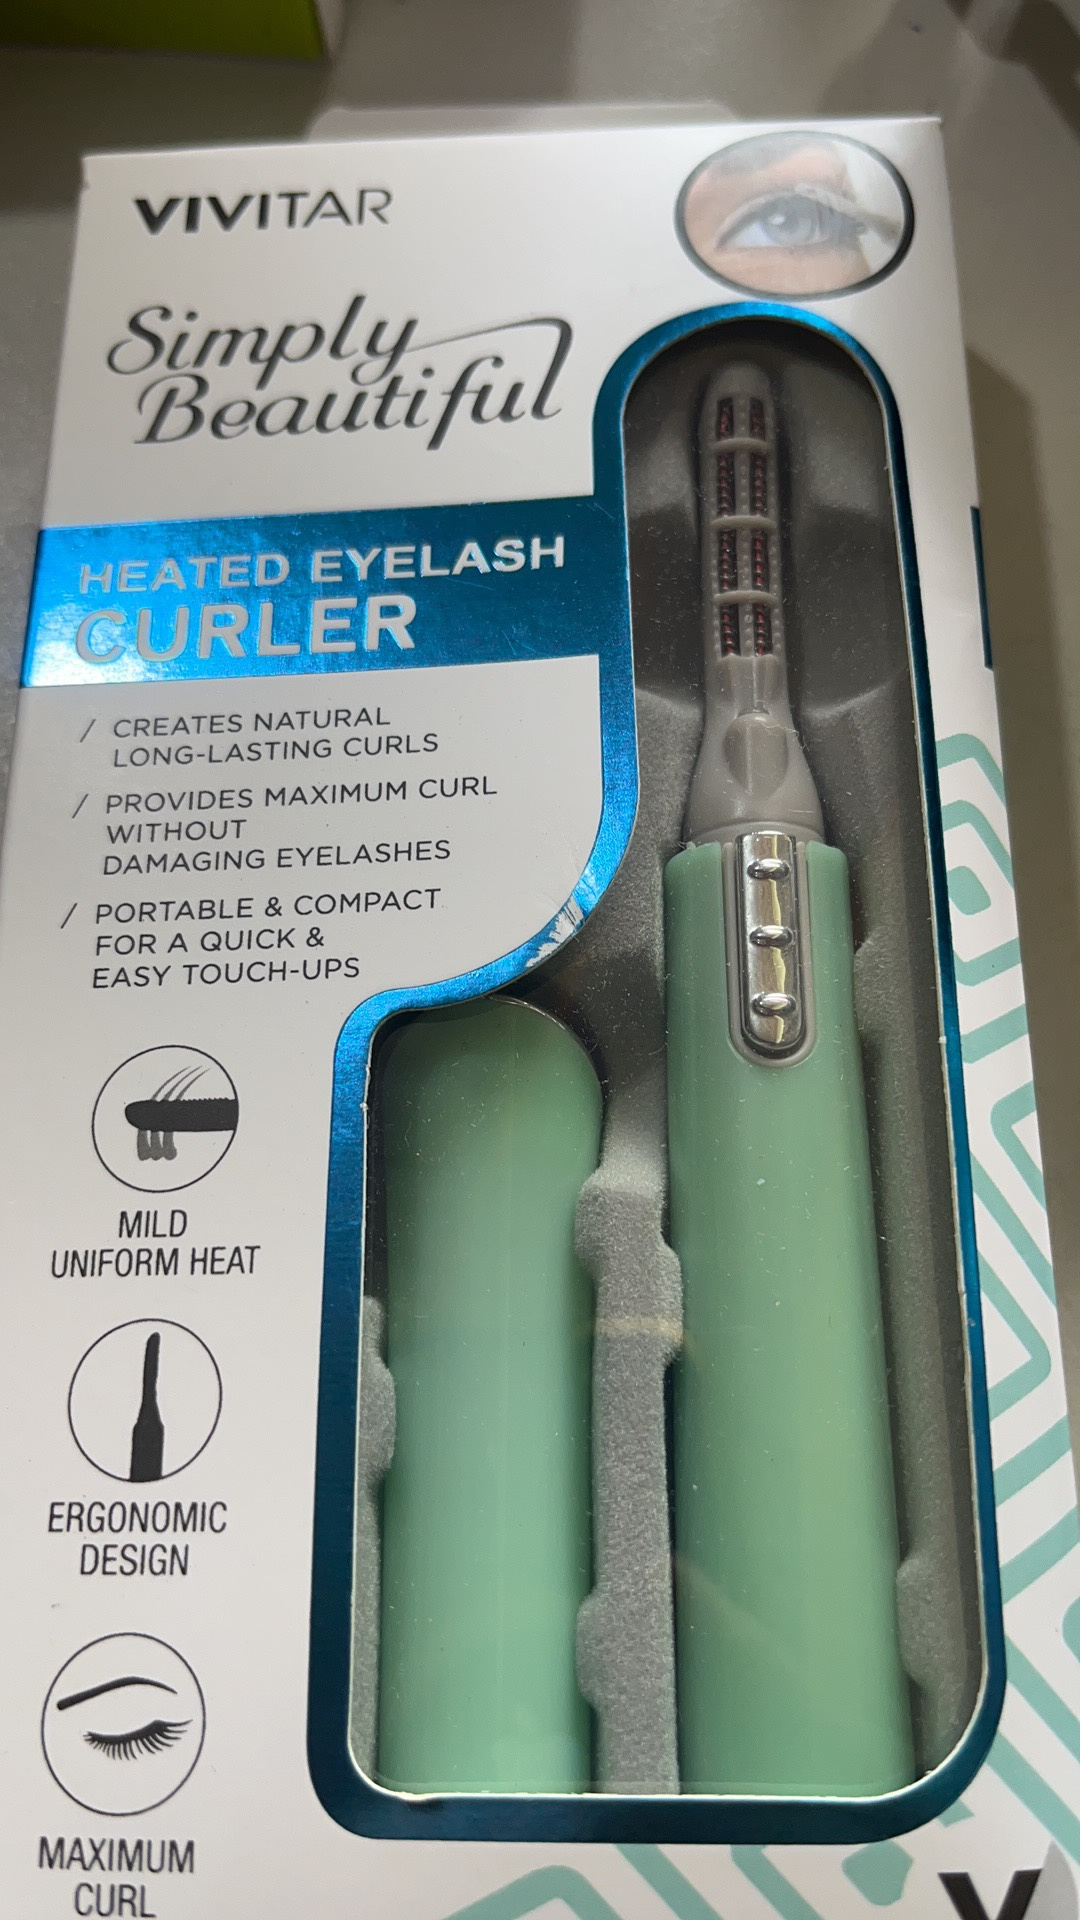 VIVITAR
Simply
Beautiful
HEATED EYELASH
CURLER
/ CREATES NATURAL
LONG-LASTING CURLS
/ PROVIDES MAXIMUM CURL
WITHOUT
DAMAGING EYELASHES
/ PORTABLE & COMPACT
FOR A QUICK &
EASY TOUCH-UPS
MILD
UNIFORM HEAT
ERGONOMIC
DESIGN
MAXIMUM
CURL
V